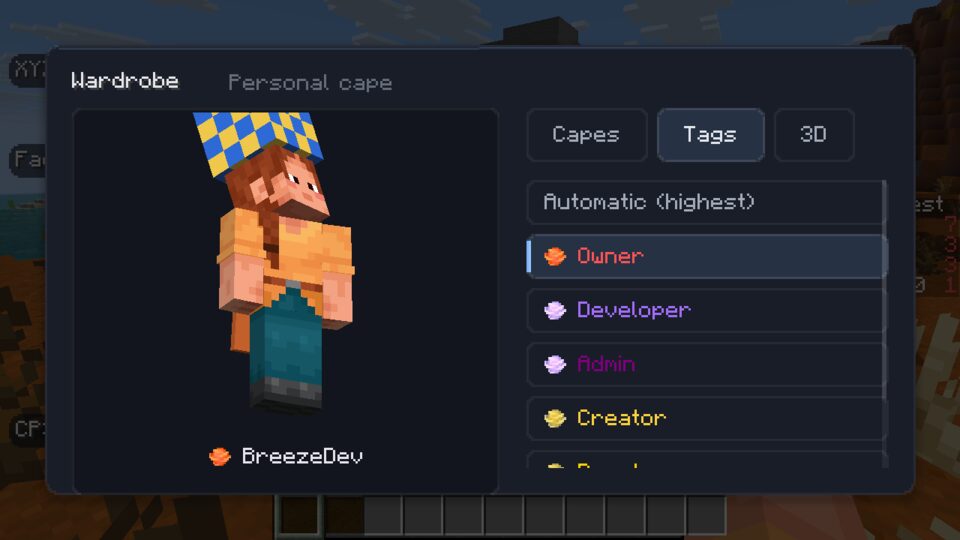 Wardrobe
Personal cape
Capes
Tags
3D
Automatic (highest)
Owner
Developer
Admin
Creator
BreezeDev